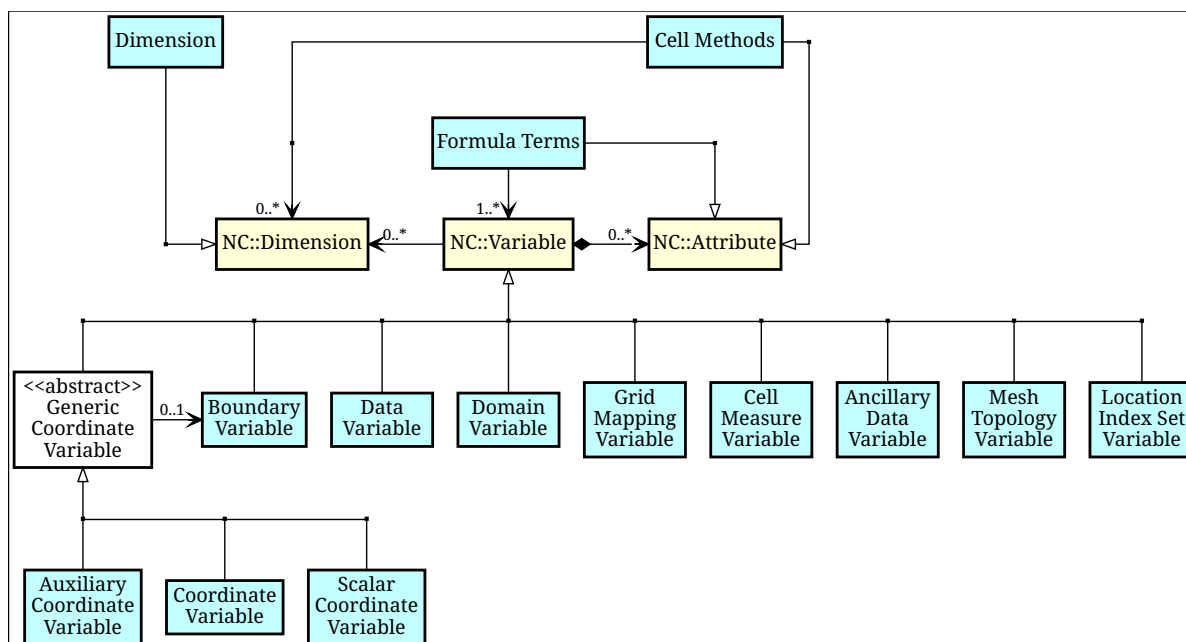 Dimension
Cell Methods
Formula Terms
0..*
1..*
NC::Dimension
0..*
NC::Variable
0..*
NC::Attribute
<<abstract>>
Generic
Coordinate
Variable
0..1
Boundary
Variable
Data
Variable
Domain
Variable
Grid
Mapping
Variable
Cell
Measure
Variable
Ancillary
Data
Variable
Mesh
Topology
Variable
Location
Index Set
Variable
Auxiliary
Coordinate
Variable
Coordinate
Variable
Scalar
Coordinate
Variable